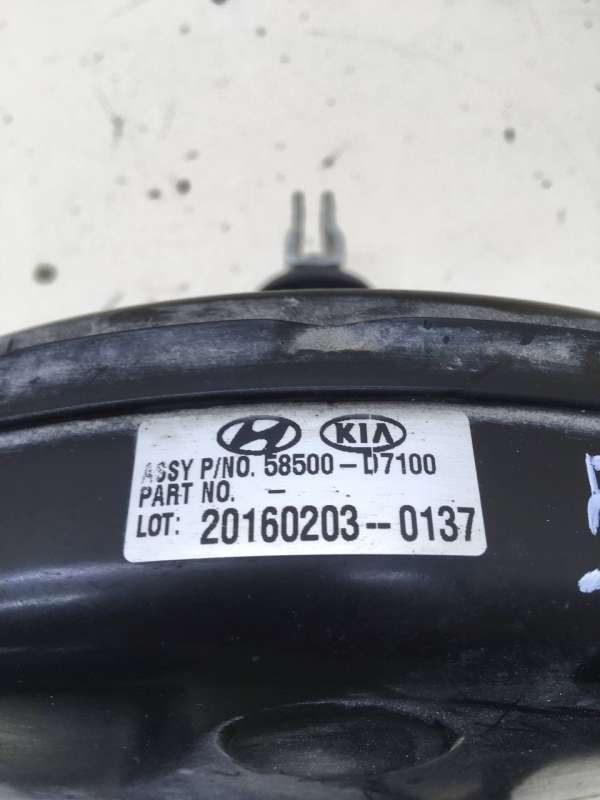 KIA
ASSY P/NO. 58500-D7100
PART NO. -
LOT: 20160203-0137